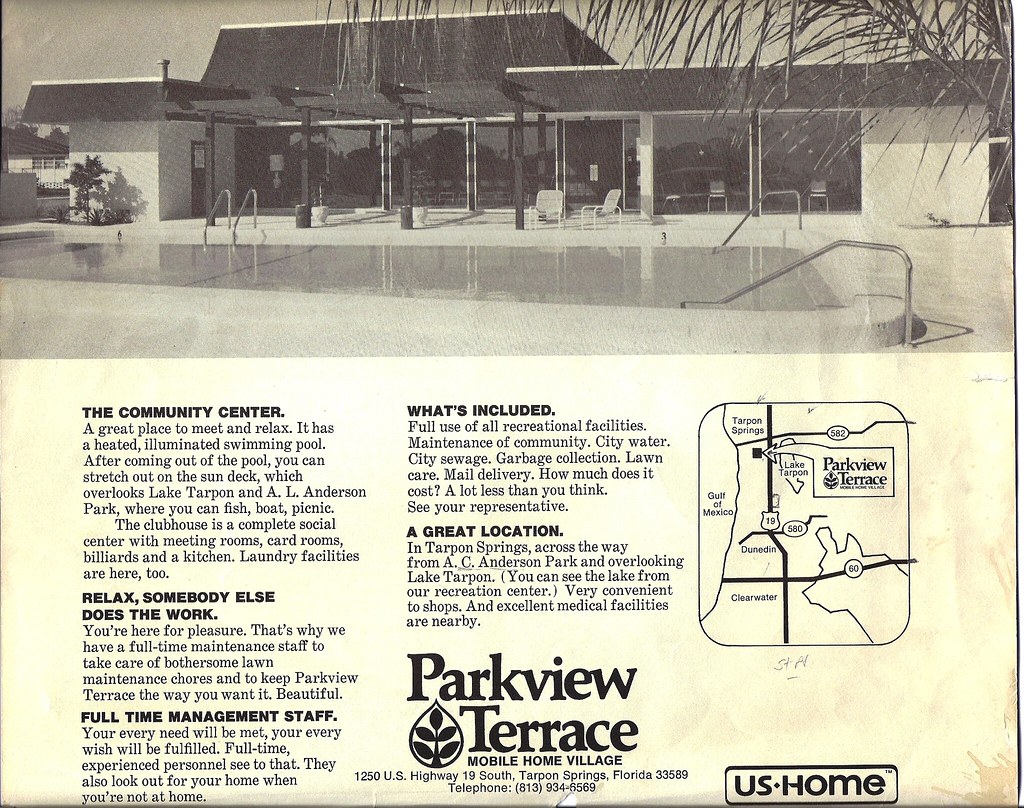 6
3
THE COMMUNITY CENTER.
A great place to meet and relax. It has
a heated, illuminated swimming pool.
After coming out of the pool, you can
stretch out on the sun deck, which
overlooks Lake Tarpon and A. L. Anderson
Park, where you can fish, boat, picnic.
The clubhouse is a complete social
center with meeting rooms, card rooms,
billiards and a kitchen. Laundry facilities
are here, too.
RELAX, SOMEBODY ELSE
DOES THE WORK.
You're here for pleasure. That's why we
have a full-time maintenance staff to
take care of bothersome lawn
maintenance chores and to keep Parkview
Terrace the way you want it. Beautiful.
FULL TIME MANAGEMENT STAFF.
Your every need will be met, your every
wish will be fulfilled. Full-time,
experienced personnel see to that. They
also look out for your home when
you're not at home.
WHAT'S INCLUDED.
Full use of all recreational facilities.
Maintenance of community. City water.
City sewage. Garbage collection. Lawn
care. Mail delivery. How much does it
cost? A lot less than you think.
See your representative.
A GREAT LOCATION.
In Tarpon Springs, across the way
from A. C. Anderson Park and overlooking
Lake Tarpon. (You can see the lake from
our recreation center.) Very convenient
to shops. And excellent medical facilities
are nearby.
Parkview
Terrace
MOBILE HOME VILLAGE
1250 U.S. Highway 19 South, Tarpon Springs, Florida 33589
Telephone: (813) 934-6569
Tarpon
Springs
582
Lake
Tarpon
Parkview
Terrace
MOBILE HOME VILLAGE
Gulf
of
Mexico
19
580
Dunedin
60
Clearwater
US·HOME™